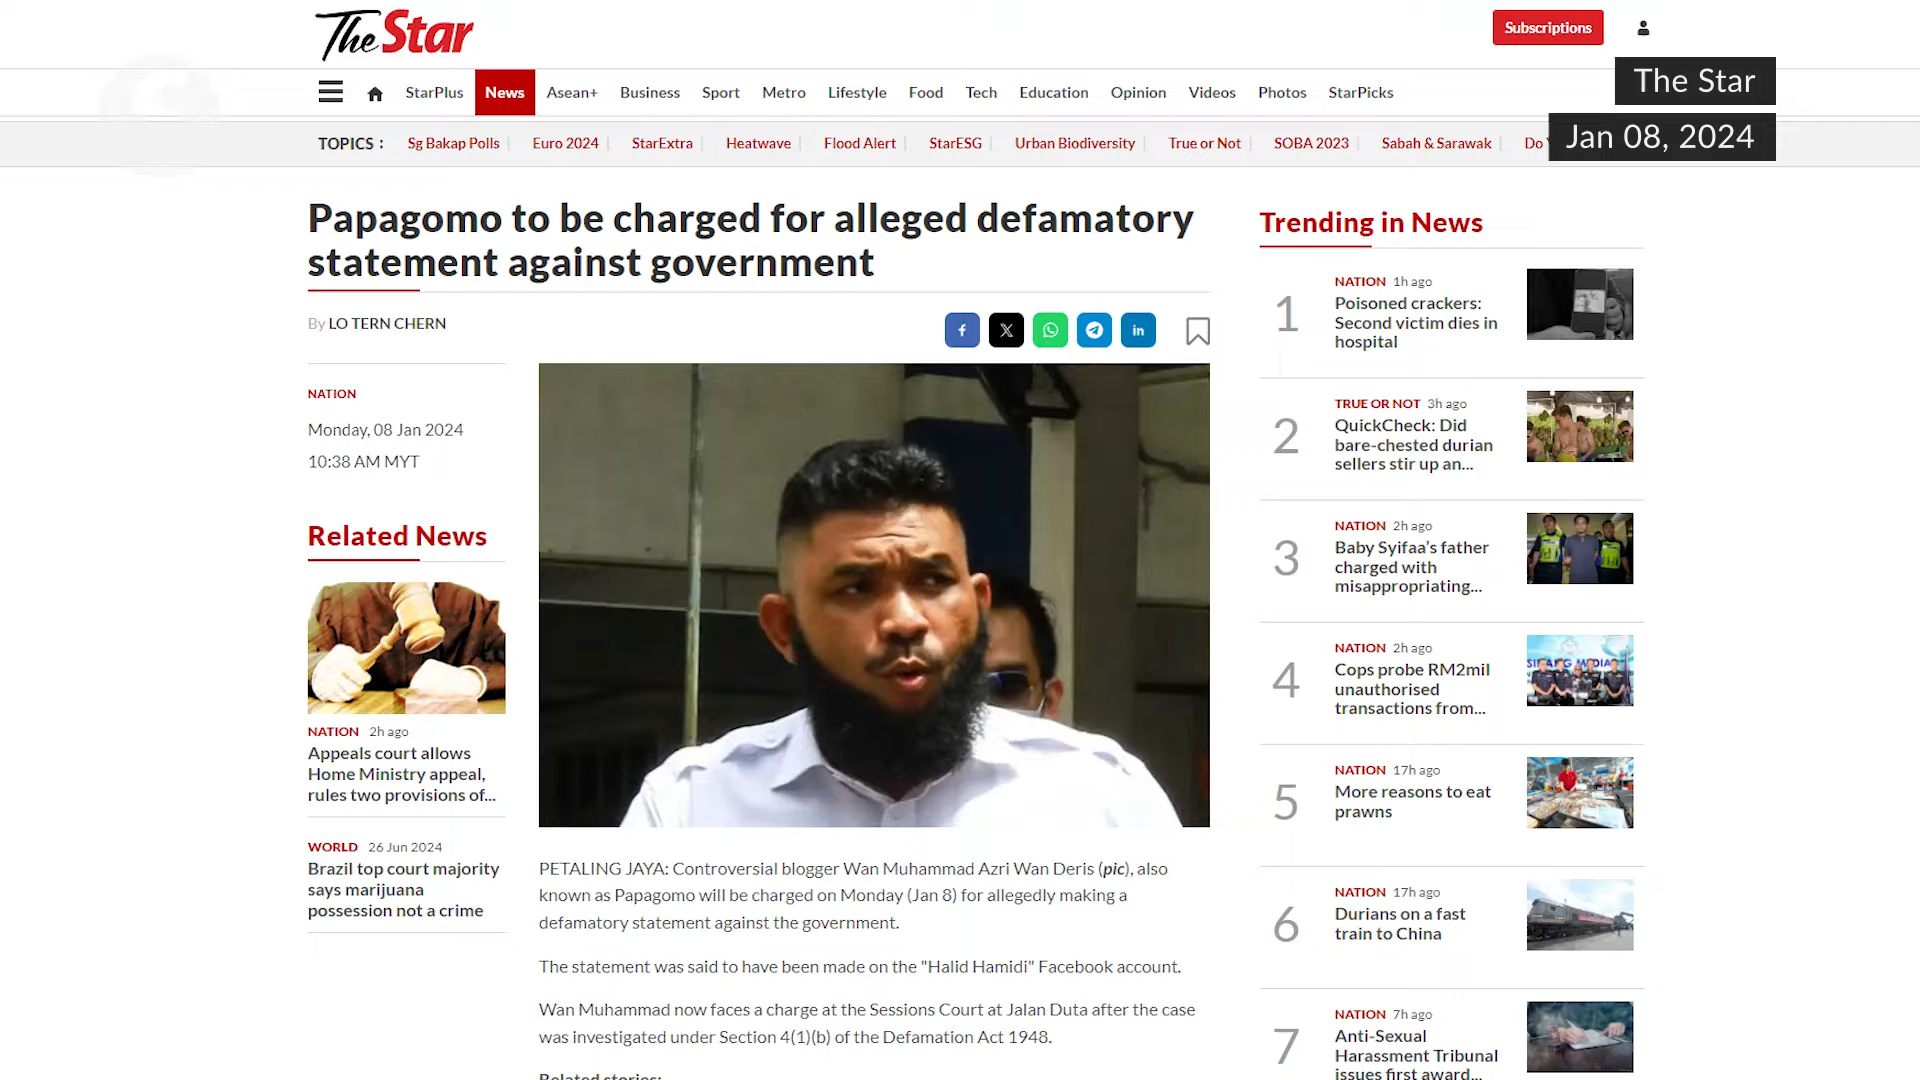 The Star
Subscriptions
StarPlus News Asean+ Business Sport Metro Lifestyle Food Tech Education Opinion Videos Photos StarPicks
The Star
Jan 08, 2024
TOPICS : Sg Bakap Polls Euro 2024 StarExtra Heatwave Flood Alert StarESG Urban Biodiversity True or Not SOBA 2023 Sabah & Sarawak Do
Papagomo to be charged for alleged defamatory
statement against government
By LO TERN CHERN
NATION
Monday, 08 Jan 2024
10:38 AM MYT
Related News
NATION 2h ago
Appeals court allows
Home Ministry appeal,
rules two provisions of...
WORLD 26 Jun 2024
Brazil top court majority
says marijuana
possession not a crime
PETALING JAYA: Controversial blogger Wan Muhammad Azri Wan Deris (pic), also
known as Papagomo will be charged on Monday (Jan 8) for allegedly making a
defamatory statement against the government.
The statement was said to have been made on the "Halid Hamidi" Facebook account.
Wan Muhammad now faces a charge at the Sessions Court at Jalan Duta after the case
was investigated under Section 4(1)(b) of the Defamation Act 1948.
Related stories:
Trending in News
1
NATION 1h ago
Poisoned crackers:
Second victim dies in
hospital
2
TRUE OR NOT 3h ago
QuickCheck: Did
bare-chested durian
sellers stir up an...
3
NATION 2h ago
Baby Syifaa's father
charged with
misappropriating...
4
NATION 2h ago
Cops probe RM2mil
unauthorised
transactions from...
5
NATION 17h ago
More reasons to eat
prawns
6
NATION 17h ago
Durians on a fast
train to China
7
NATION 7h ago
Anti-Sexual
Harassment Tribunal
issues first award...